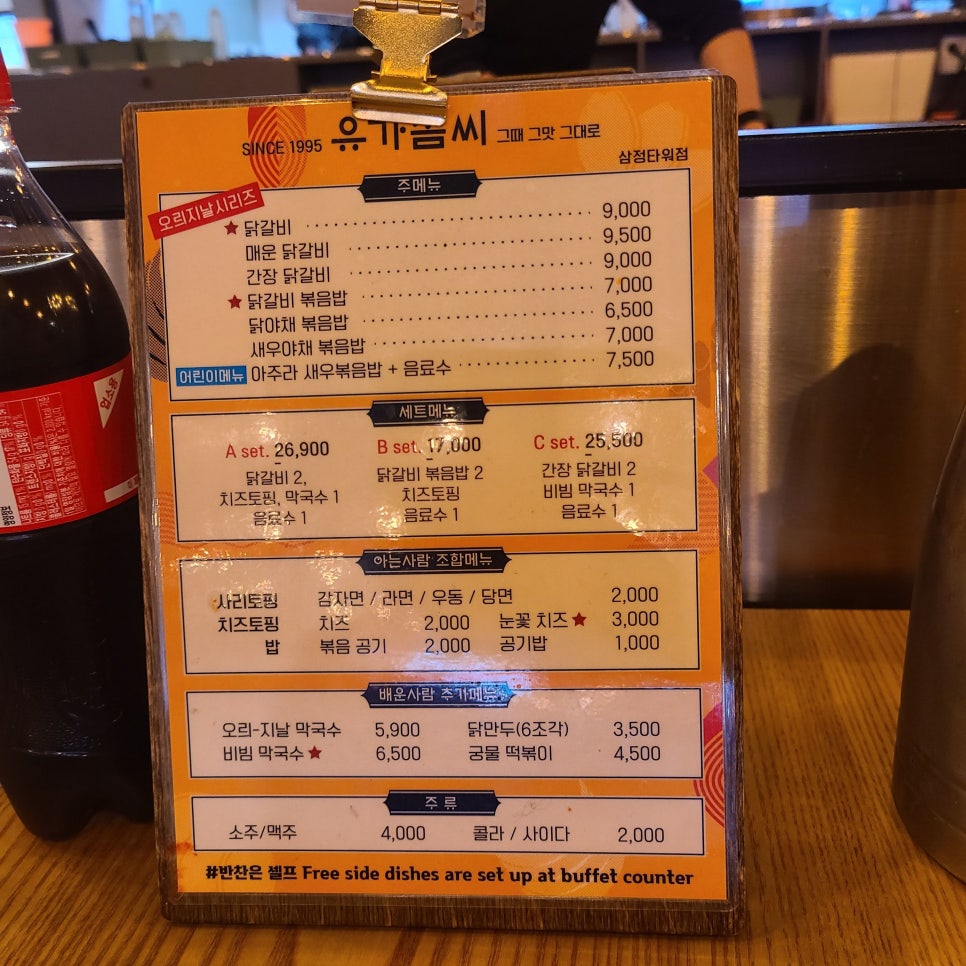 SINCE 1995 유가솜씨 그때 그맛 그대로
삼정타워점
주메뉴
오리지날시리즈
★ 닭갈비 9,000
매운 닭갈비 9,500
간장 닭갈비 9,000
★ 닭갈비 볶음밥 7,000
닭야채 볶음밥 6,500
새우야채 볶음밥 7,000
어린이메뉴 아주라 새우볶음밥 + 음료수 7,500
세트메뉴
A set. 26,900
닭갈비 2,
치즈토핑, 막국수 1
음료수 1
B set. 17,000
닭갈비 볶음밥 2
치즈토핑
음료수 1
C set. 25,500
간장 닭갈비 2
비빔 막국수 1
음료수 1
아는사람 조합메뉴
사리토핑 감자면 / 라면 / 우동 / 당면 2,000
치즈토핑 치즈 2,000 눈꽃 치즈★ 3,000
밥 볶음 공기 2,000 공기밥 1,000
배운사람 추가메뉴
오리-지날 막국수 5,900 닭만두(6조각) 3,500
비빔 막국수★ 6,500 궁물 떡볶이 4,500
주 류
소주/맥주 4,000 콜라 / 사이다 2,000
#반찬은 셀프 Free side dishes are set up at buffet counter
업소용